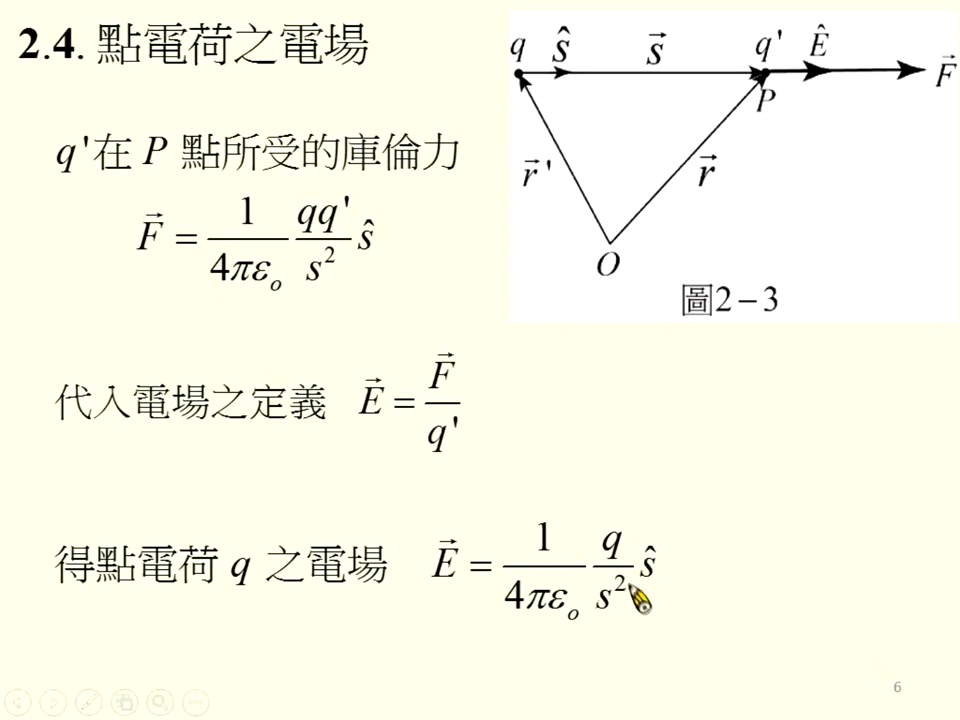 2.4. 點電荷之電場
q'在 P 點所受的庫倫力
F⃗ = 1/(4πε₀) qq'/s² ŝ
代入電場之定義 E⃗ = F⃗/q'
得點電荷 q 之電場 E⃗ = 1/(4πε₀) q/s² ŝ
q ŝ s⃗ q' Ê F⃗
P
r⃗' r⃗
O
圖2－3
6